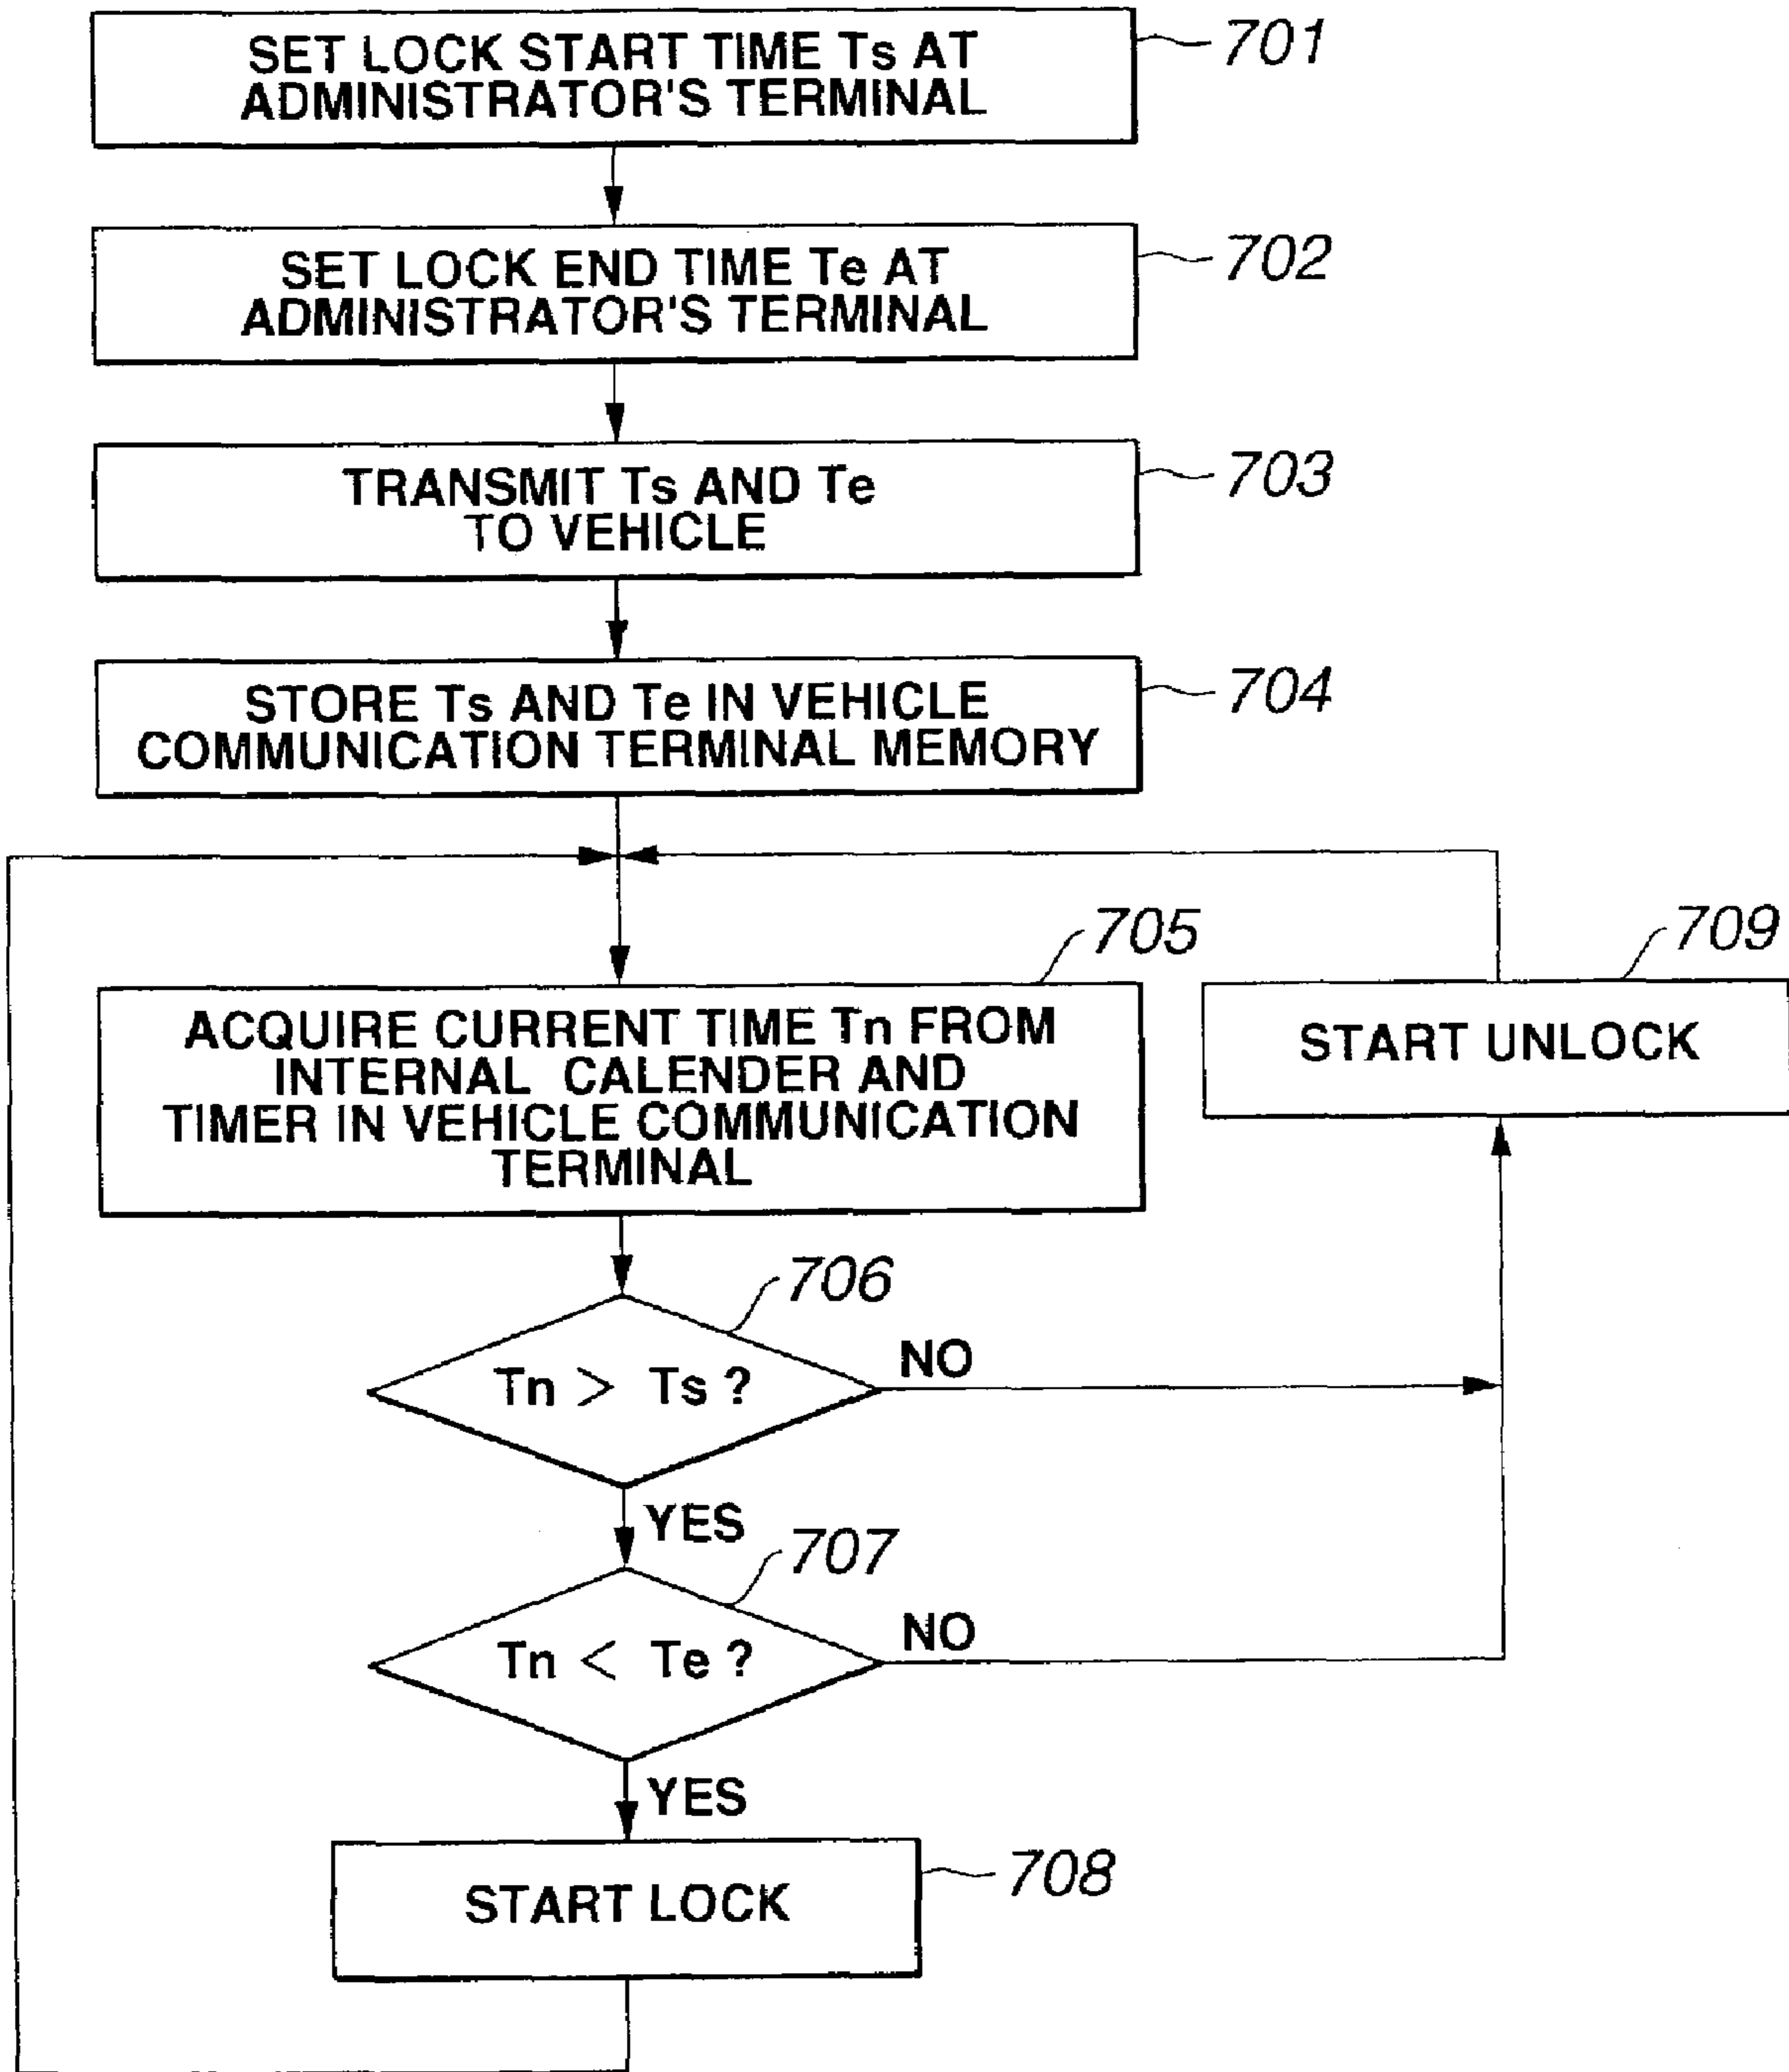 SET LOCK START TIME Ts AT
ADMINISTRATOR'S TERMINAL
701
SET LOCK END TIME Te AT
ADMINISTRATOR'S TERMINAL
702
TRANSMIT Ts AND Te
TO VEHICLE
703
STORE Ts AND Te IN VEHICLE
COMMUNICATION TERMINAL MEMORY
704
705
ACQUIRE CURRENT TIME Tn FROM
INTERNAL CALENDER AND
TIMER IN VEHICLE COMMUNICATION
TERMINAL
709
START UNLOCK
706
Tn > Ts ?
NO
YES
707
Tn < Te ?
NO
YES
START LOCK
708